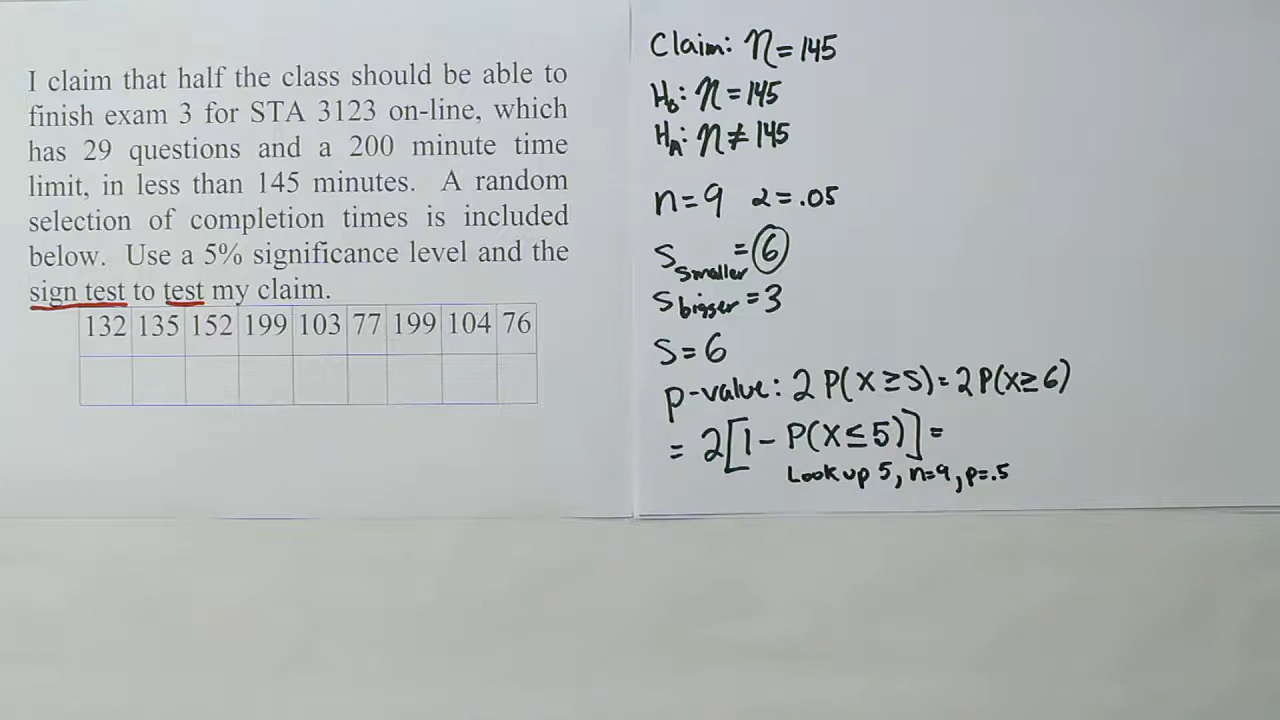 I claim that half the class should be able to
finish exam 3 for STA 3123 on-line, which
has 29 questions and a 200 minute time
limit, in less than 145 minutes. A random
selection of completion times is included
below. Use a 5% significance level and the
sign test to test my claim.
132 135 152 199 103 77 199 104 76
Claim: η = 145
H₀: η = 145
Hₐ: η ≠ 145
n = 9 α = .05
S smaller = 6
S bigger = 3
S = 6
p-value: 2 P(X ≥ S) = 2P(X ≥ 6)
= 2[1 - P(X ≤ 5)] =
Look up 5, n=9, p=.5